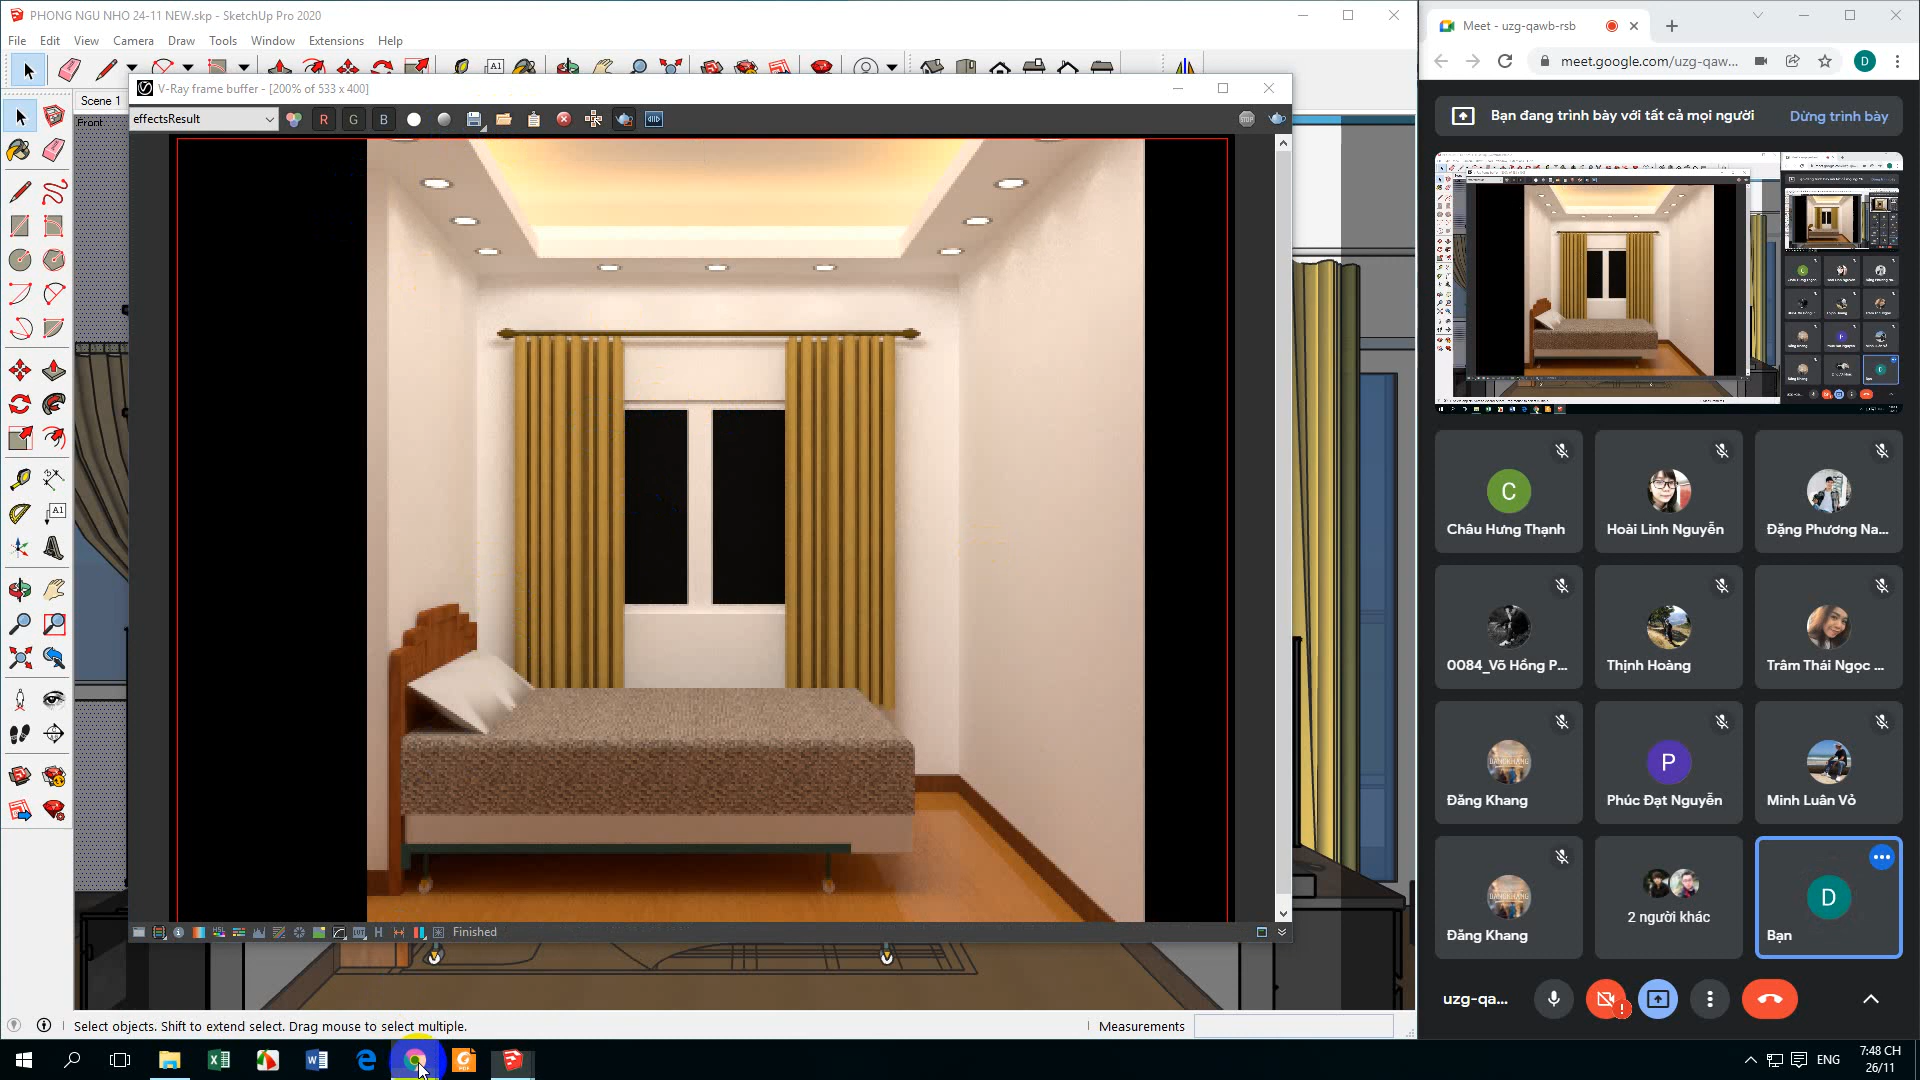 PHONG NGU NHO 24-11 NEW.skp - SketchUp Pro 2020
File Edit View Camera Draw Tools Window Extensions Help
Scene 1
Front
V-Ray frame buffer - [200% of 533 x 400]
effectsResult
R G B
STOP
A1
A1
HSL
H
Finished
Select objects. Shift to extend select. Drag mouse to select multiple.
Measurements
Meet - uzg-qawb-rsb
meet.google.com/uzg-qaw...
D
Bạn đang trình bày với tất cả mọi người
Dừng trình bày
C
Châu Hưng Thạnh
Hoài Linh Nguyễn
Đặng Phương Na...
0084_Võ Hồng P...
Thịnh Hoàng
Trâm Thái Ngọc ...
Đăng Khang
P
Phúc Đạt Nguyễn
Minh Luân Vỏ
Đăng Khang
2 người khác
D
Bạn
uzg-qa...
ENG
7:48 CH
26/11